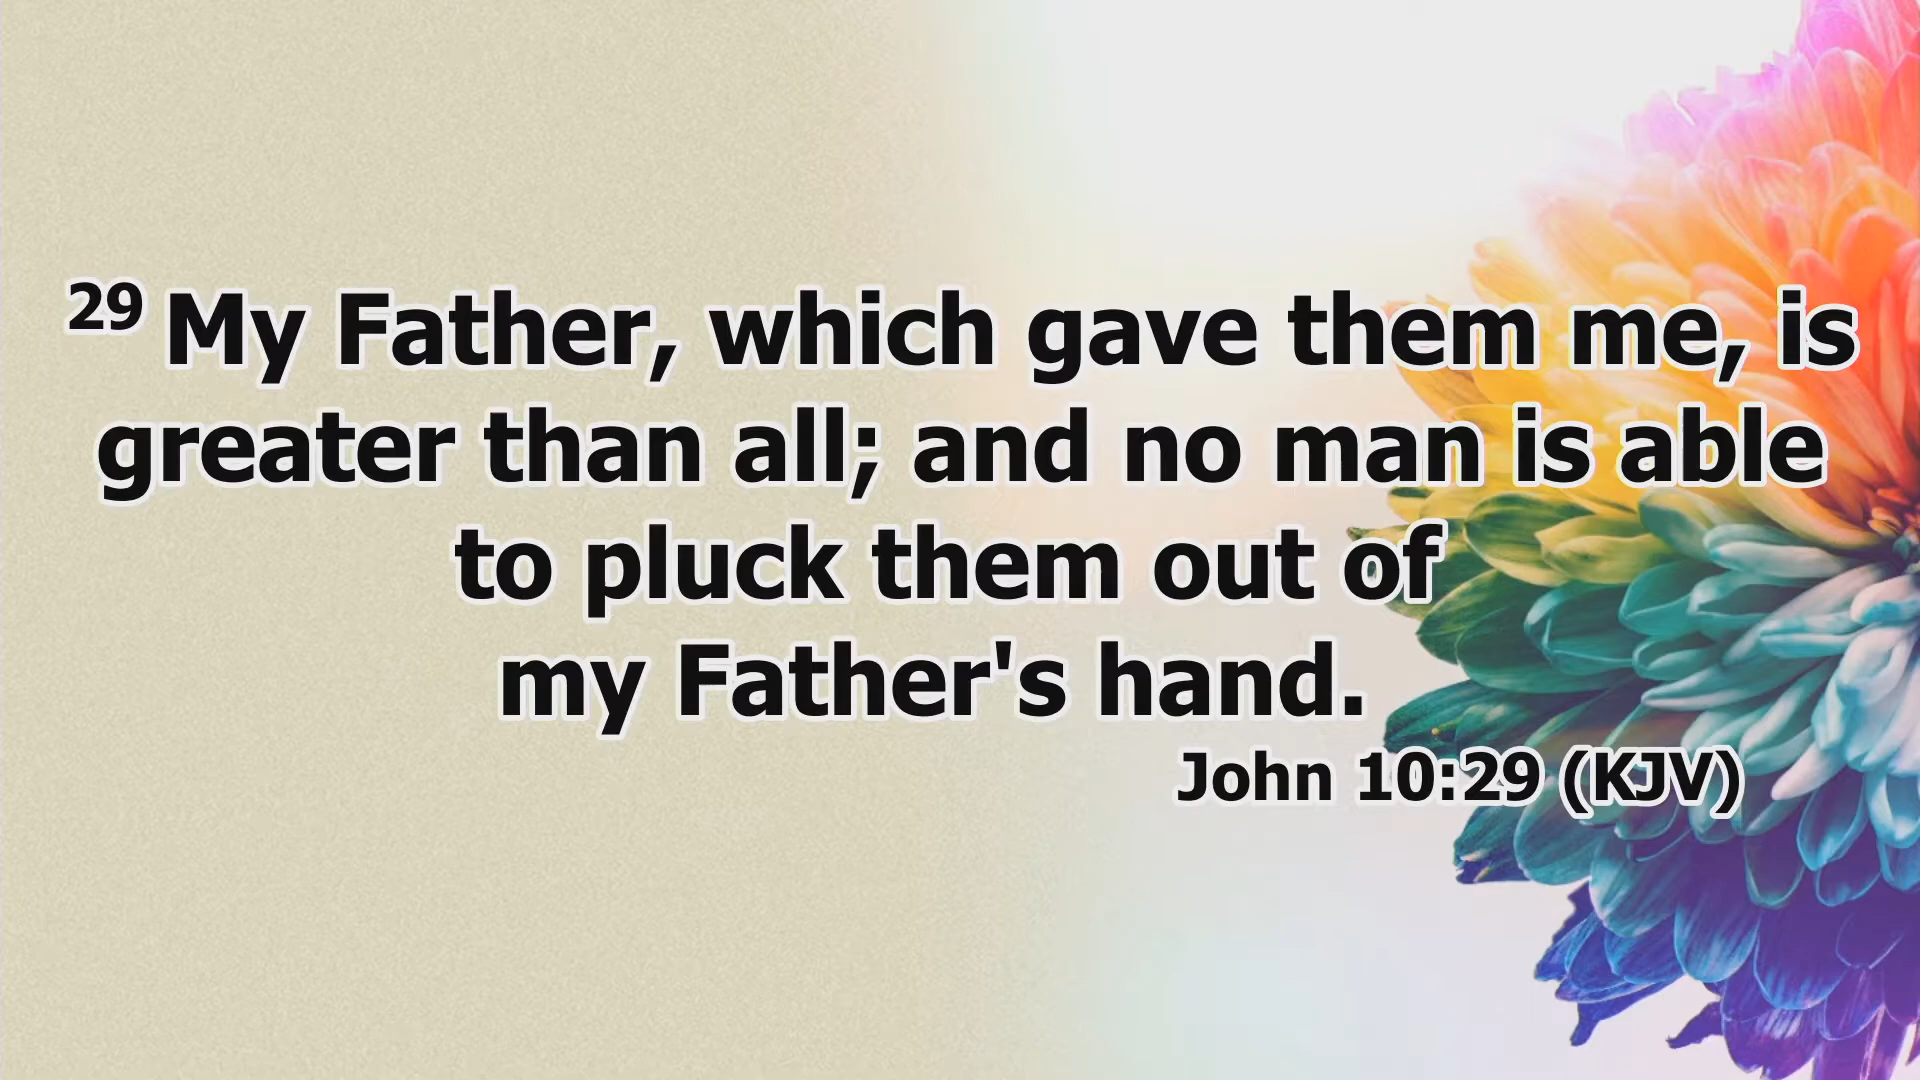 29 My Father, which gave them me, is
greater than all; and no man is able
to pluck them out of
my Father's hand.
John 10:29 (KJV)